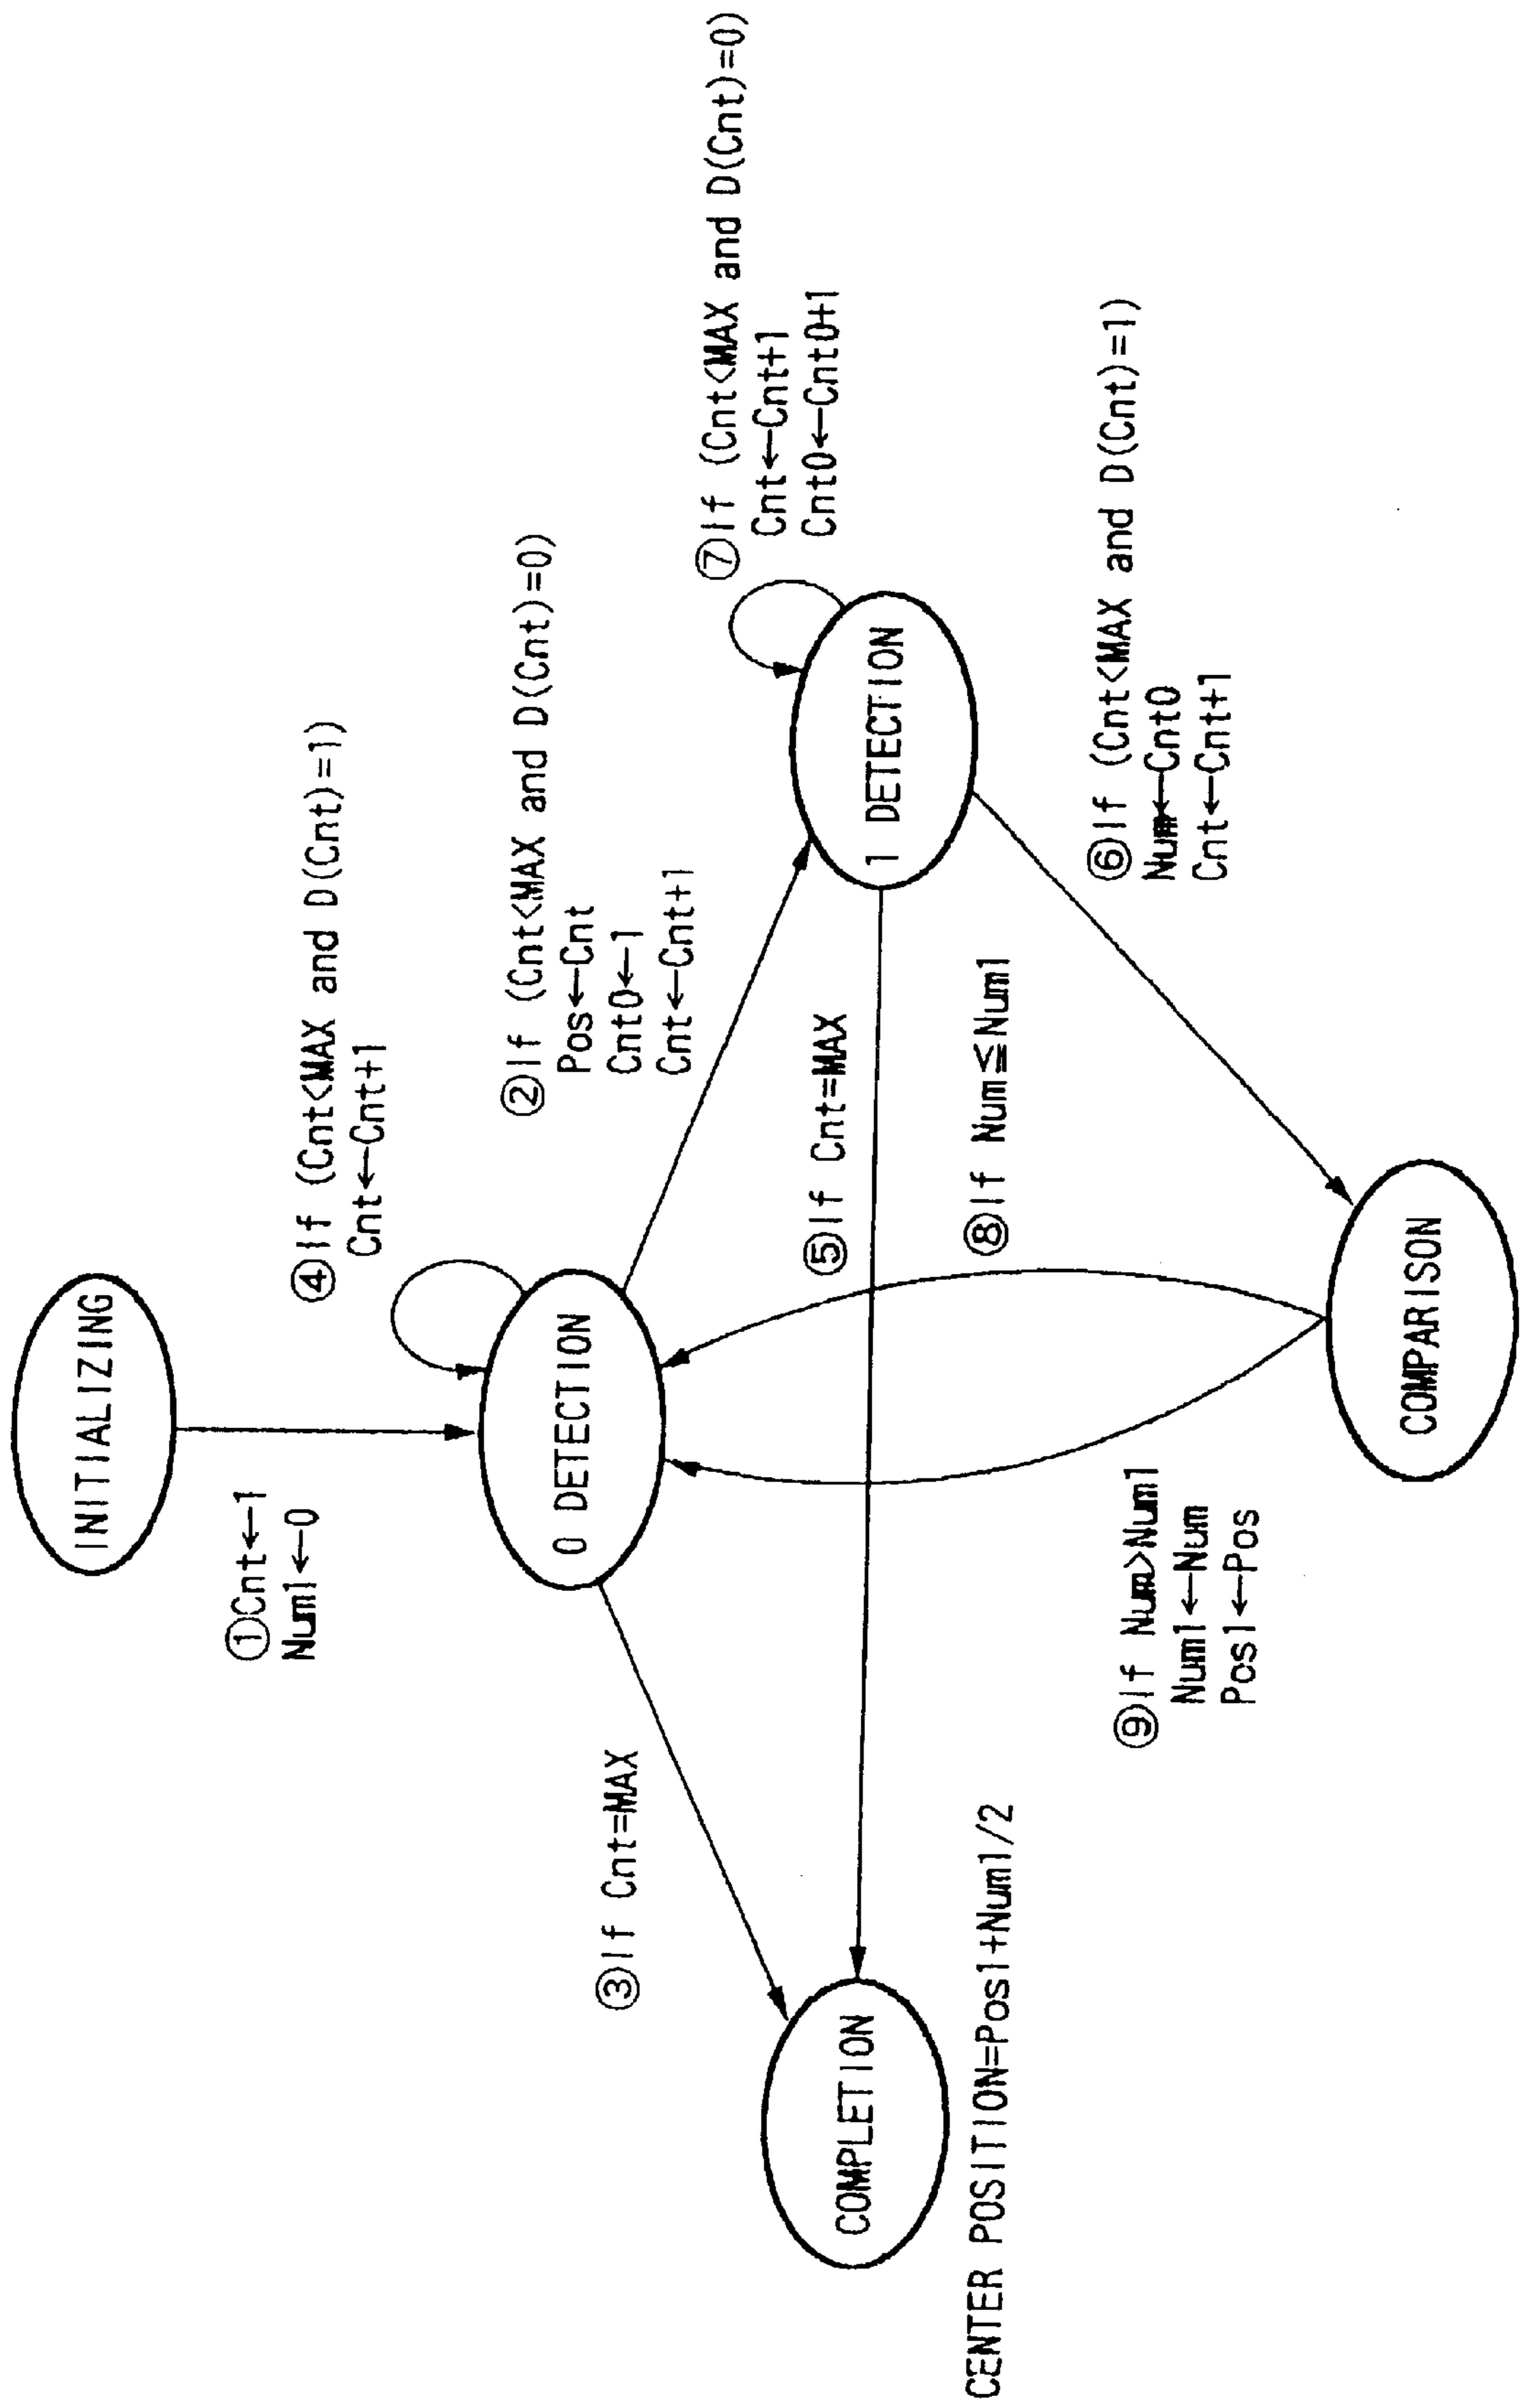 INITIALIZING
①Cnt←1
Num1←0
④If (Cnt<MAX and D(Cnt)=1)
Cnt←Cnt+1
0 DETECTION
②If (Cnt<MAX and D(Cnt)=0)
Pos←Cnt
Cnt0←1
Cnt←Cnt+1
③If Cnt=MAX
⑦If (Cnt<MAX and D(Cnt)=0)
Cnt←Cnt+1
Cnt0←Cnt0+1
1 DETECTION
⑤If Cnt=MAX
COMPLETION
CENTER POSITION=Pos1+Num1/2
⑧If Num≦Num1
⑥If (Cnt<MAX and D(Cnt)=1)
Num←Cnt0
Cnt←Cnt+1
⑨If Num>Num1
Num1←Num
Pos1←Pos
COMPARISON